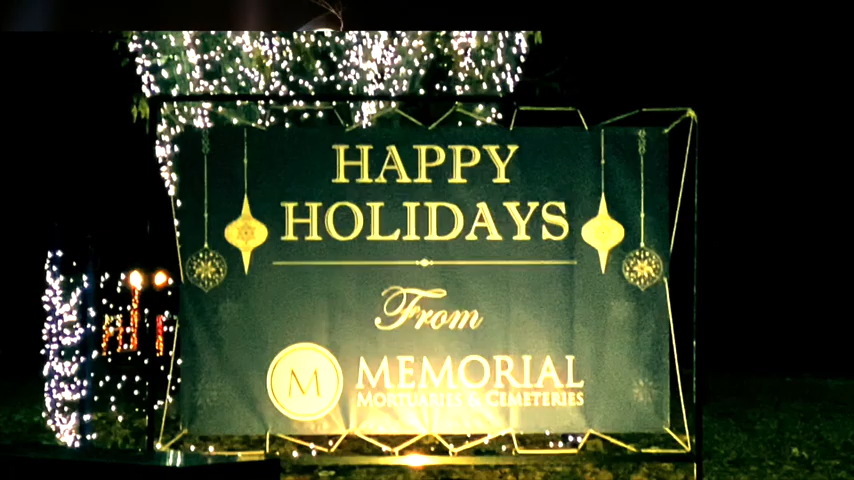 HAPPY
HOLIDAYS
From
M MEMORIAL
MORTUARIES & CEMETERIES